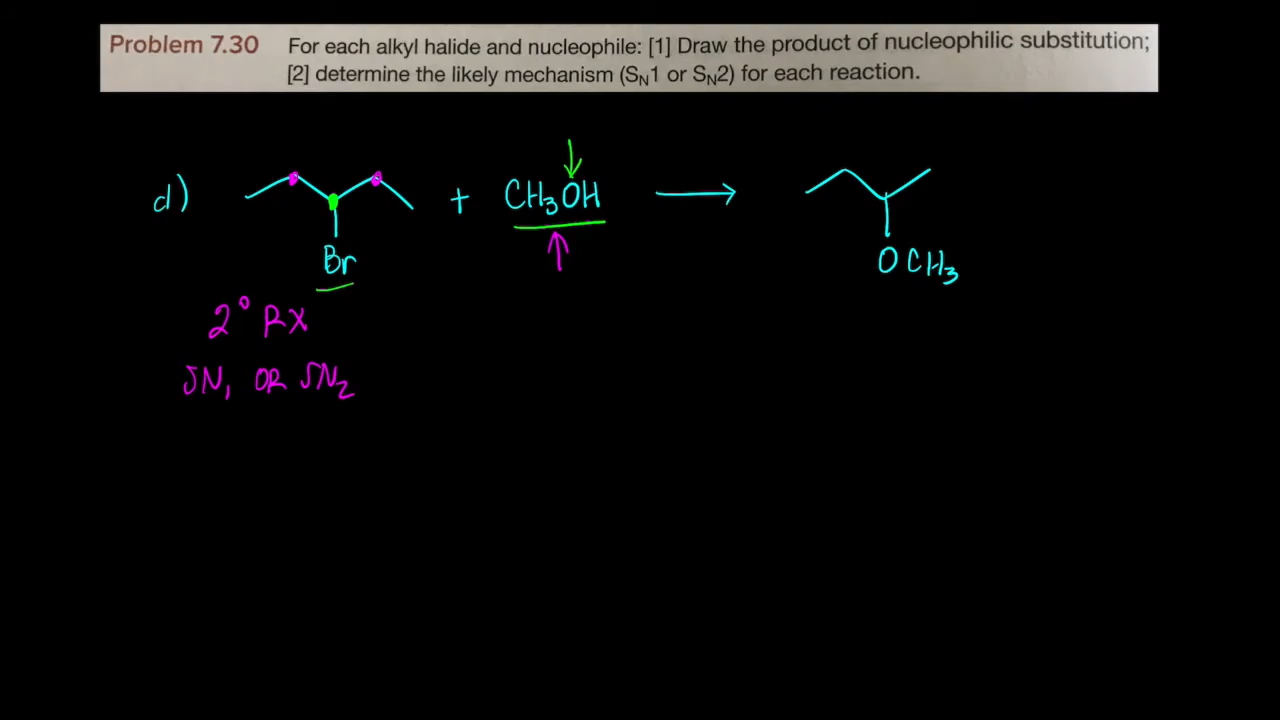 Problem 7.30 For each alkyl halide and nucleophile: [1] Draw the product of nucleophilic substitution;
[2] determine the likely mechanism (SN1 or SN2) for each reaction.
d) + CH3OH
Br OCH3
2° RX
SN1 OR SN2